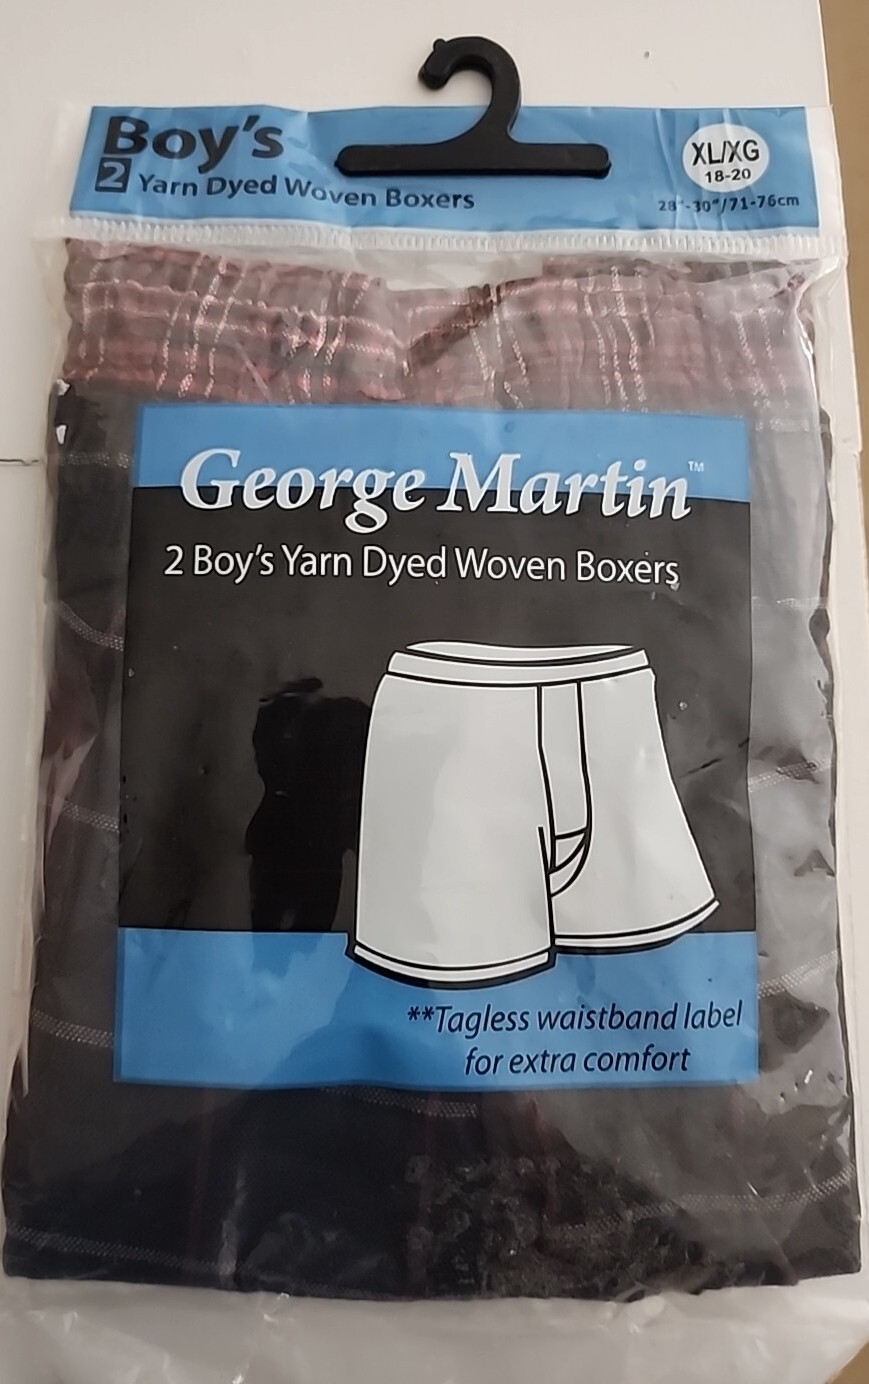 Boy's
2 Yarn Dyed Woven Boxers
XL/XG
18-20
28"-30"/71-76cm
George Martin™
2 Boy's Yarn Dyed Woven Boxers
**Tagless waistband label
for extra comfort